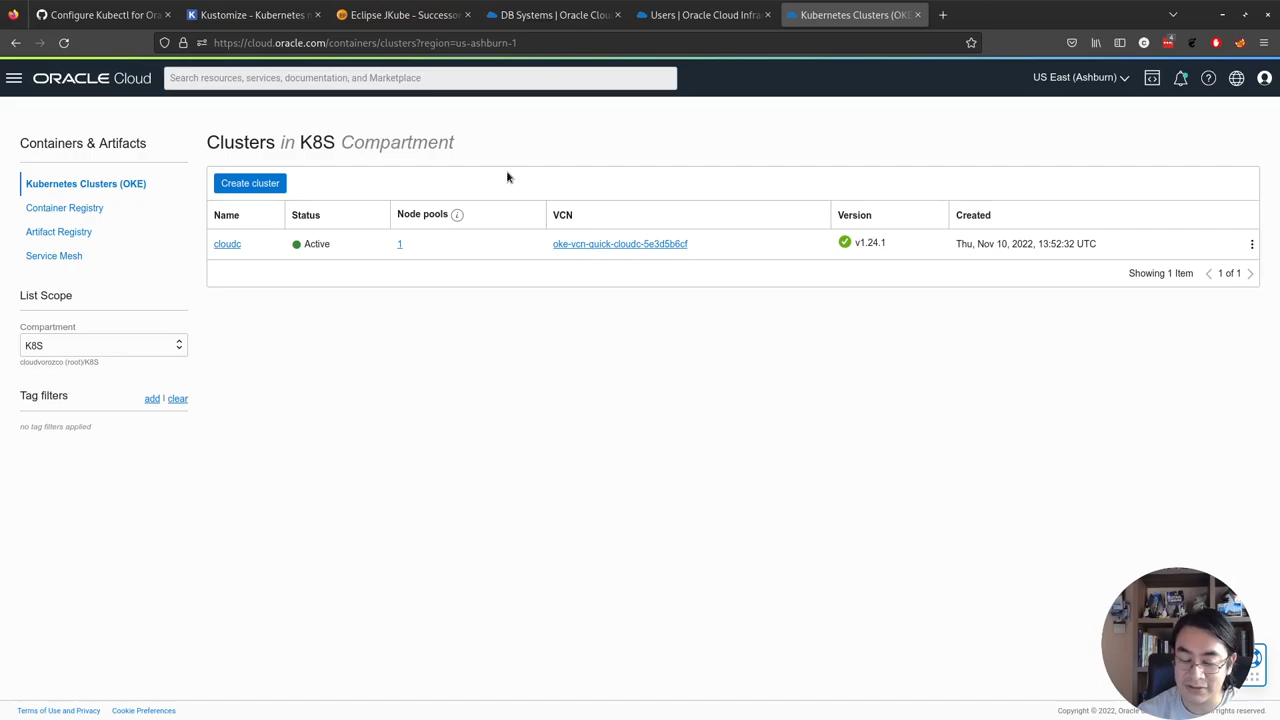 Configure Kubectl for Ora
Kustomize - Kubernetes
Eclipse JKube - Successor
DB Systems | Oracle Clou
Users | Oracle Cloud Infra
Kubernetes Clusters (OKE
https://cloud.oracle.com/containers/clusters?region=us-ashburn-1
4
ORACLE Cloud
Search resources, services, documentation, and Marketplace
US East (Ashburn)
Containers & Artifacts
Kubernetes Clusters (OKE)
Container Registry
Artifact Registry
Service Mesh
List Scope
Compartment
K8S
cloudvorozco (root)/K8S
Tag filters
add | clear
no tag filters applied
Clusters in K8S Compartment
Create cluster
Name Status Node pools i VCN Version Created
cloudc Active 1 oke-vcn-quick-cloudc-5e3d5b6cf v1.24.1 Thu, Nov 10, 2022, 13:52:32 UTC
Showing 1 Item 1 of 1
Terms of Use and Privacy Cookie Preferences
Copyright © 2022, Oracle reserved.